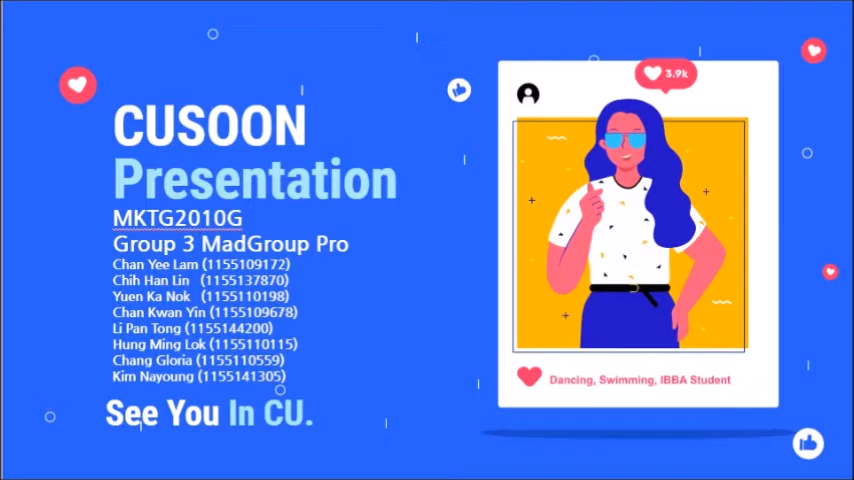 CUSOON
Presentation
MKTG2010G
Group 3 MadGroup Pro
Chan Yee Lam (1155109172)
Chih Han Lin (1155137870)
Yuen Ka Nok (1155110198)
Chan Kwan Yin (1155109678)
Li Pan Tong (1155144200)
Hung Ming Lok (1155110115)
Chang Gloria (1155110559)
Kim Nayoung (1155141305)
See You In CU.
3.9k
Dancing, Swimming, IBBA Student